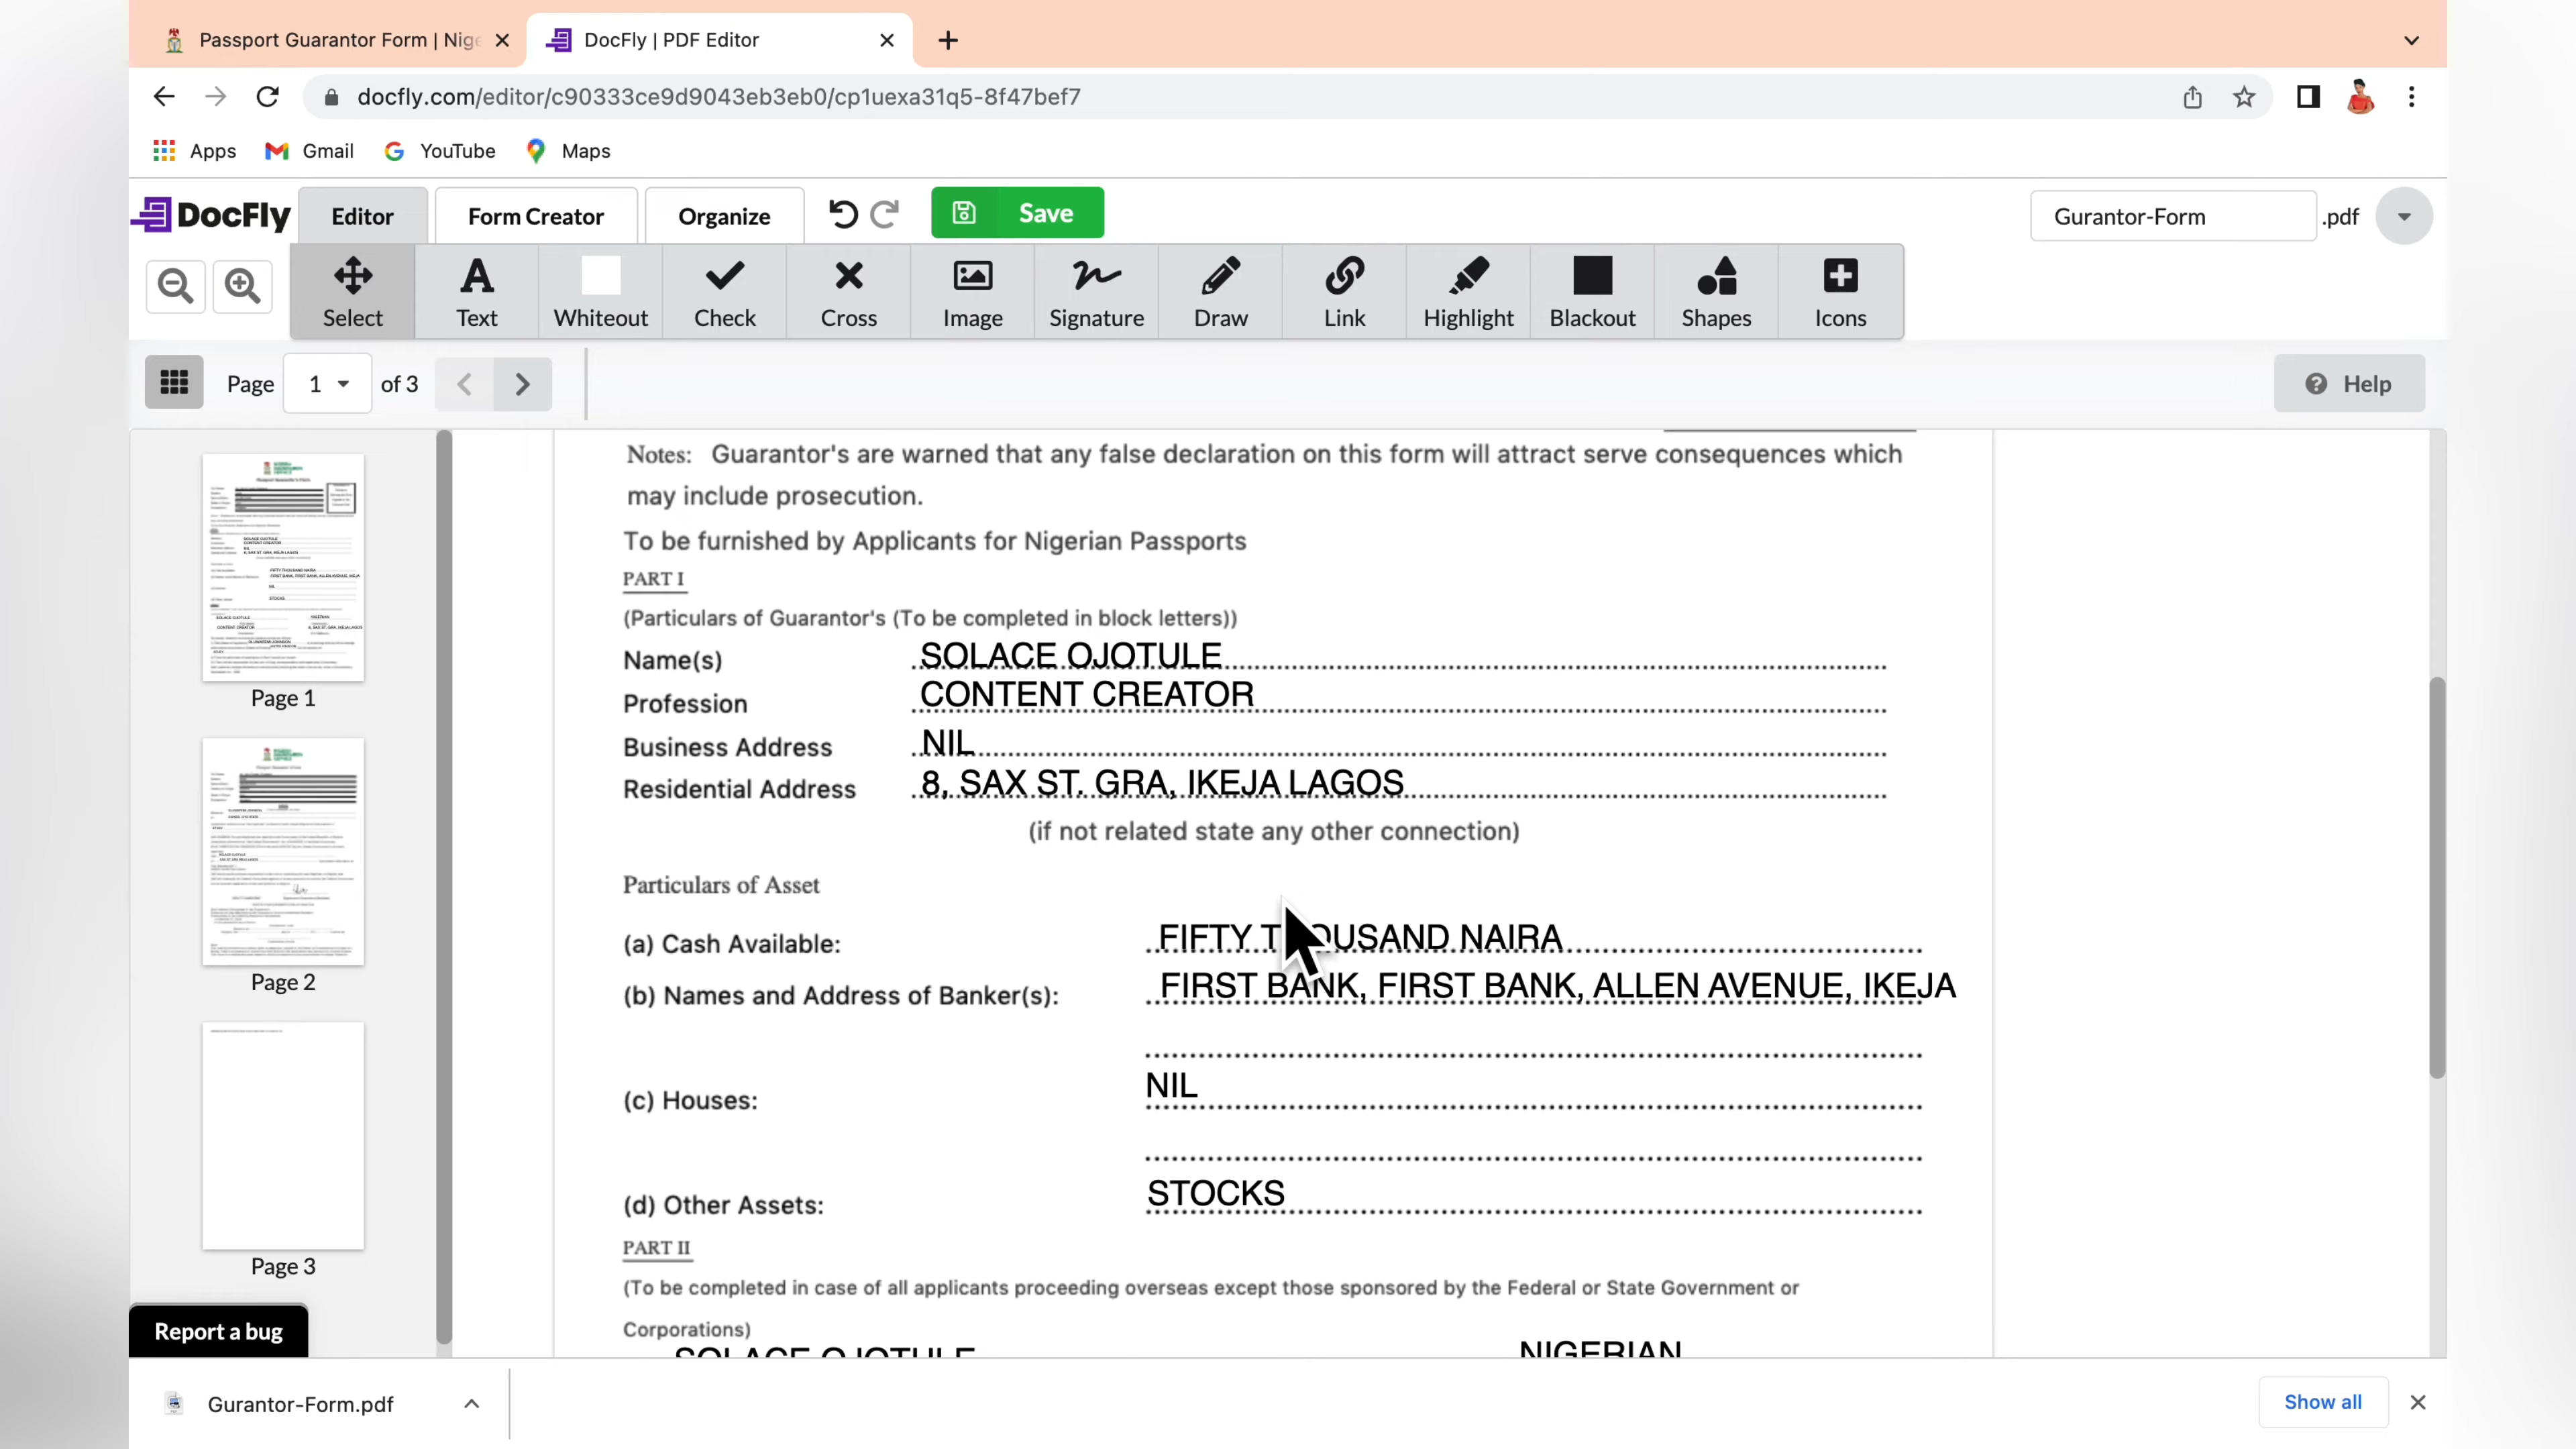 Passport Guarantor Form | Nige
DocFly | PDF Editor
docfly.com/editor/c90333ce9d9043eb3eb0/cp1uexa31q5-8f47bef7
Apps Gmail YouTube Maps
DocFly Editor Form Creator Organize Save Gurantor-Form .pdf
Select Text Whiteout Check Cross Image Signature Draw Link Highlight Blackout Shapes Icons
Page 1 of 3 Help
Page 1
Page 2
Page 3
Report a bug
Notes: Guarantor's are warned that any false declaration on this form will attract serve consequences which
may include prosecution.
To be furnished by Applicants for Nigerian Passports
PART I
(Particulars of Guarantor's (To be completed in block letters))
Name(s) SOLACE OJOTULE
Profession CONTENT CREATOR
Business Address NIL
Residential Address 8, SAX ST. GRA, IKEJA LAGOS
(if not related state any other connection)
Particulars of Asset
(a) Cash Available: FIFTY THOUSAND NAIRA
(b) Names and Address of Banker(s): FIRST BANK, FIRST BANK, ALLEN AVENUE, IKEJA
(c) Houses: NIL
(d) Other Assets: STOCKS
PART II
(To be completed in case of all applicants proceeding overseas except those sponsored by the Federal or State Government or
Corporations)
SOLACE OJOTULE NIGERIAN
Gurantor-Form.pdf Show all